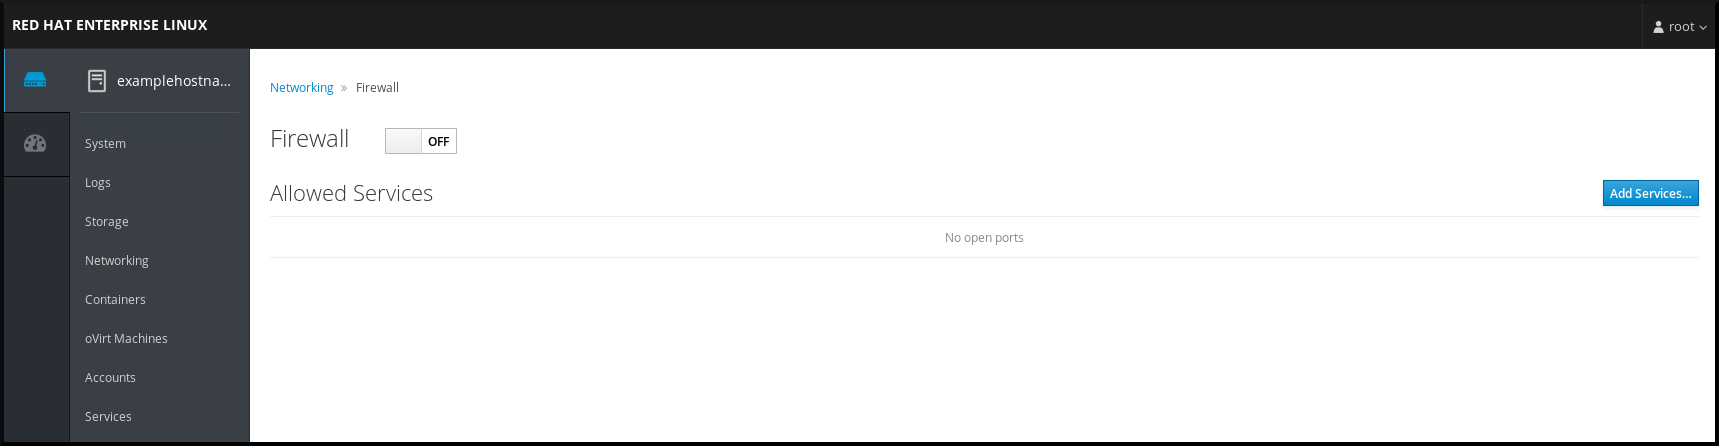 RED HAT ENTERPRISE LINUX
root
examplehostna...
System
Logs
Storage
Networking
Containers
oVirt Machines
Accounts
Services
Networking » Firewall
Firewall OFF
Allowed Services
Add Services...
No open ports